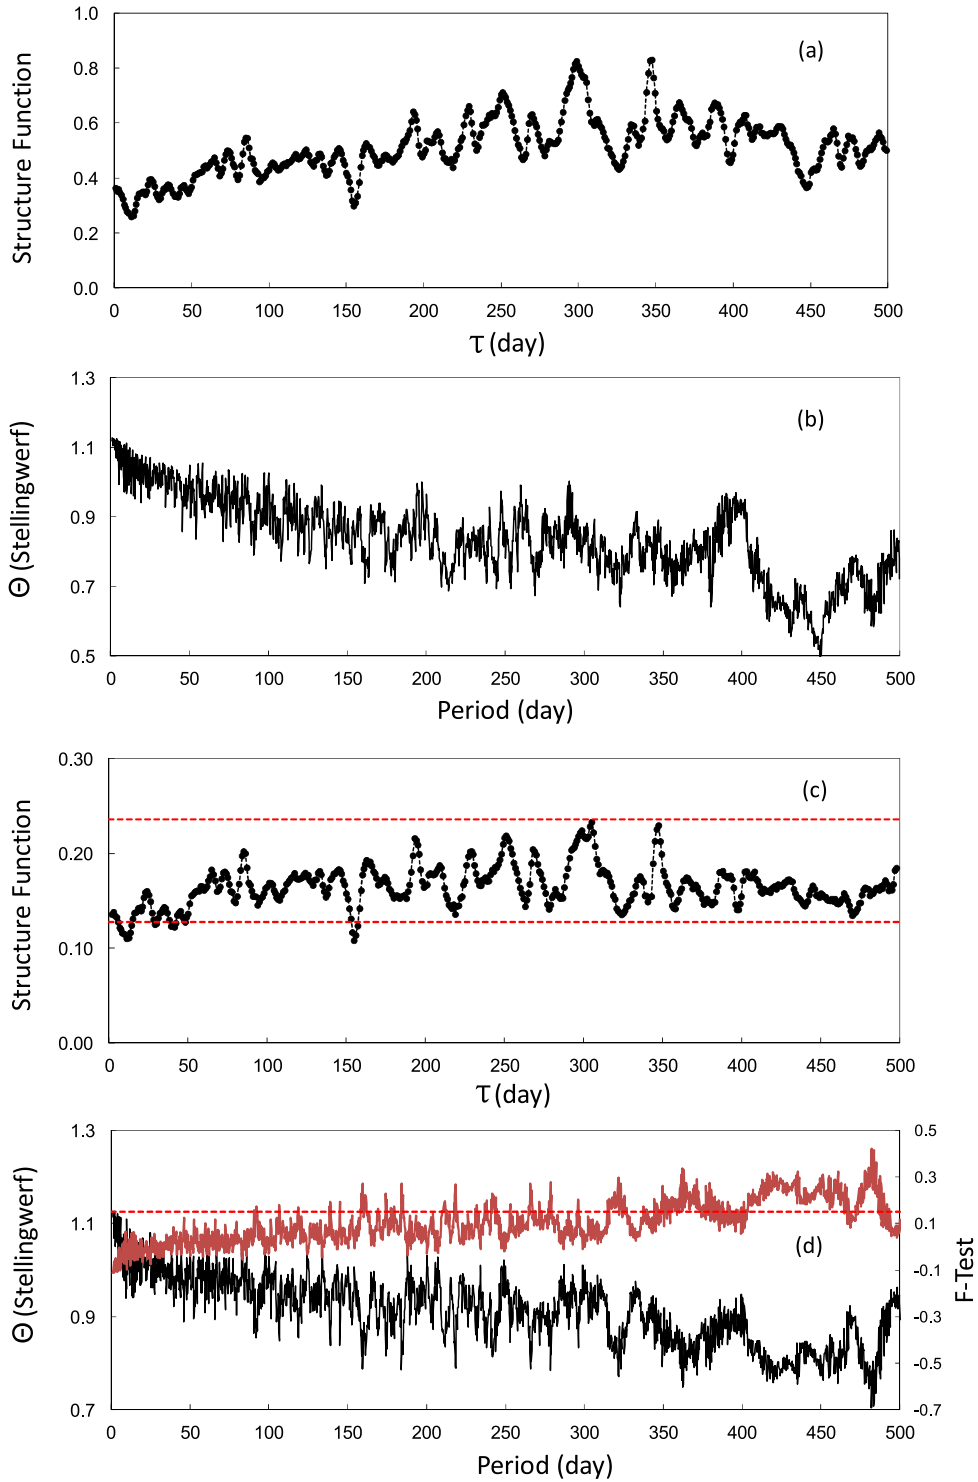 1.0
(a)
0.8
0.6
0.4
0.2
0.0
Structure Function
0 50 100 150 200 250 300 350 400 450 500
τ (day)
1.3
(b)
1.1
0.9
0.7
0.5
Θ (Stellingwerf)
0 50 100 150 200 250 300 350 400 450 500
Period (day)
0.30
(c)
0.20
0.10
0.00
Structure Function
0 50 100 150 200 250 300 350 400 450 500
τ (day)
1.3 0.5
0.3
1.1 0.1
(d)
-0.1
0.9 -0.3
-0.5
0.7 -0.7
Θ (Stellingwerf)
F-Test
0 50 100 150 200 250 300 350 400 450 500
Period (day)